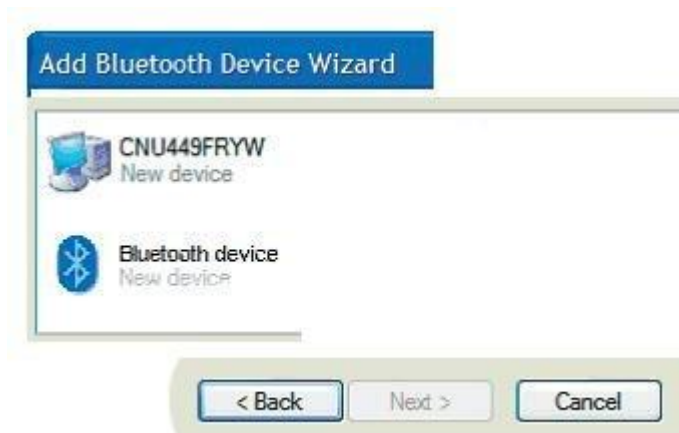 Add Bluetooth Device Wizard
CNU449FRYW
New device
Bluetooth device
New device
< Back Next > Cancel